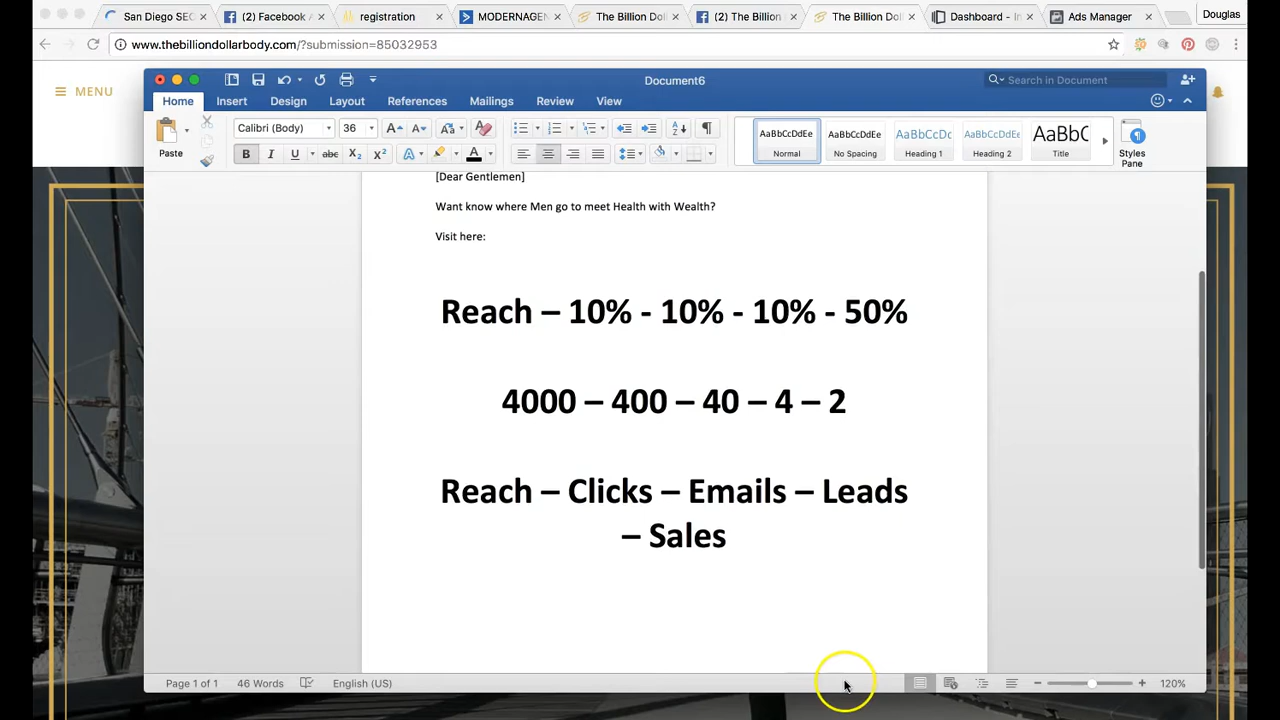 San Diego SEC
(2) Facebook A
registration
MODERNAGEN
The Billion Doll
(2) The Billion
The Billion Dol
Dashboard - In
Ads Manager
Douglas
www.thebilliondollarbody.com/?submission=85032953
MENU
Document6
Search in Document
Home
Insert
Design
Layout
References
Mailings
Review
View
Paste
Calibri (Body)
36
AaBbCcDdEe
Normal
AaBbCcDdEe
No Spacing
AaBbCcDc
Heading 1
AaBbCcDdEe
Heading 2
AaBbC
Title
Styles
Pane
[Dear Gentlemen]
Want know where Men go to meet Health with Wealth?
Visit here:
Reach – 10% - 10% - 10% - 50%
4000 – 400 – 40 – 4 – 2
Reach – Clicks – Emails – Leads
– Sales
Page 1 of 1
46 Words
English (US)
120%